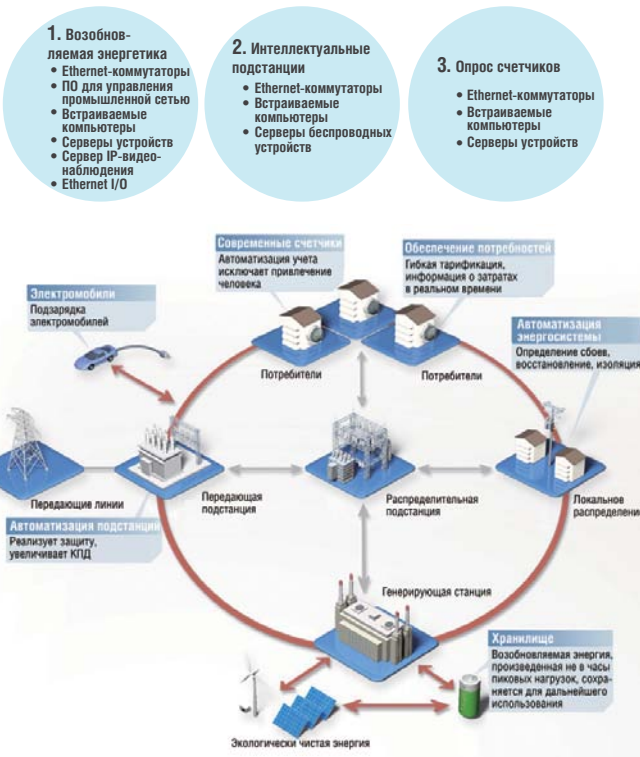 1. Возобнов-
ляемая энергетика
• Ethernet-коммутаторы
• ПО для управления
промышленной сетью
• Встраиваемые
компьютеры
• Серверы устройств
• Сервер IP-видео-
наблюдения
• Ethernet I/O
2. Интеллектуальные
подстанции
• Ethernet-коммутаторы
• Встраиваемые
компьютеры
• Серверы беспроводных
устройств
3. Опрос счетчиков
• Ethernet-коммутаторы
• Встраиваемые
компьютеры
• Серверы устройств
Современные счетчики
Автоматизация учета
исключает привлечение
человека
Обеспечение потребностей
Гибкая тарификация,
информация о затратах
в реальном времени
Электромобили
Подзарядка
электромобилей
Автоматизация
энергосистемы
Определение сбоев,
восстановление, изоляция
Потребители
Потребители
Передающие линии
Передающая
подстанция
Распределительная
подстанция
Локальное
распределени
Автоматизация подстанции
Реализует защиту,
увеличивает КПД
Генерирующая станция
Хранилище
Возобновляемая энергия,
произведенная не в часы
пиковых нагрузок, сохра-
няется для дальнейшего
использования
Экологически чистая энергия